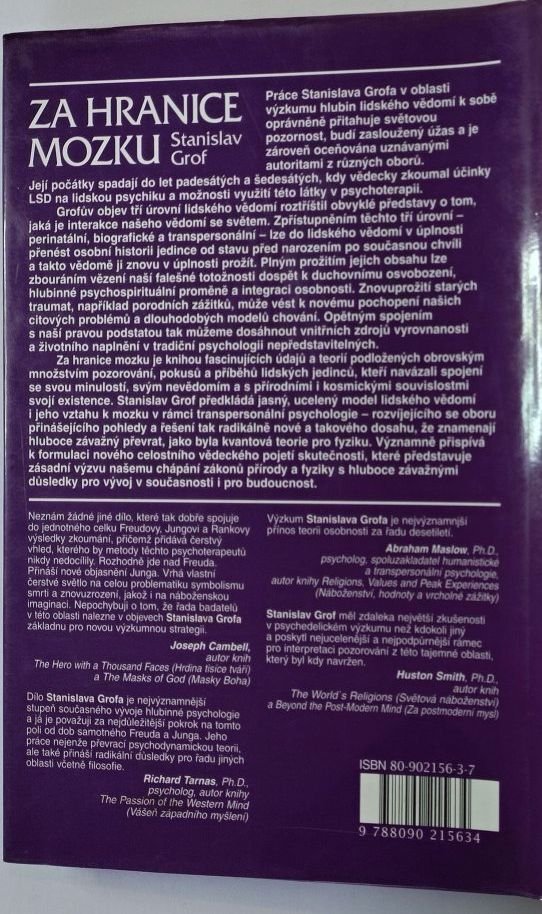 ZA HRANICE
MOZKU Stanislav
Grof
Práce Stanislava Grofa v oblasti
výzkumu hlubin lidského vědomí k sobě
oprávněně přitahuje světovou
pozornost, budí zasloužený úžas a je
zároveň oceňována uznávanými
autoritami z různých oborů.
Její počátky spadají do let padesátých a šedesátých, kdy vědecky zkoumal účinky
LSD na lidskou psychiku a možnosti využití této látky v psychoterapii.
Grofův objev tří úrovní lidského vědomí roztříštil obvyklé představy o tom,
jaká je interakce našeho vědomí se světem. Zpřístupněním těchto tří úrovní –
perinatální, biografické a transpersonální – lze do lidského vědomí v úplnosti
přenést osobní historii jedince od stavu před narozením po současnou chvíli
a takto vědomě ji znovu v úplnosti prožít. Plným prožitím jejich obsahu lze
zbouráním vězení naší falešné totožnosti dospět k duchovnímu osvobození,
hlubinné psychospirituální proměně a integraci osobnosti. Znovuprožití starých
traumat, například porodních zážitků, může vést k novému pochopení našich
citových problémů a dlouhodobých modelů chování. Opětným spojením
s naší pravou podstatou tak můžeme dosáhnout vnitřních zdrojů vyrovnanosti
a životního naplnění v tradiční psychologii nepředstavitelných.
Za hranice mozku je knihou fascinujících údajů a teorií podložených obrovským
množstvím pozorování, pokusů a příběhů lidských jedinců, kteří navázali spojení
se svou minulostí, svým nevědomím a s přírodními i kosmickými souvislostmi
svojí existence. Stanislav Grof předkládá jasný, ucelený model lidského vědomí
i jeho vztahu k mozku v rámci transpersonální psychologie – rozvíjejícího se oboru
přinášejícího pohledy a řešení tak radikálně nové a takového dosahu, že znamenají
hluboce závažný převrat, jako byla kvantová teorie pro fyziku. Významně přispívá
k formulaci nového celostního vědeckého pojetí skutečnosti, které představuje
zásadní výzvu našemu chápání zákonů přírody a fyziky s hluboce závažnými
důsledky pro vývoj v současnosti i pro budoucnost.
Neznám žádné jiné dílo, které tak dobře spojuje
do jednotného celku Freudovy, Jungovi a Rankovy
výsledky zkoumání, přičemž přidává čerstvý
vhled, kterého by metody těchto psychoterapeutů
nikdy nedocílily. Rozhodně jde nad Freuda.
Přináší nové objasnění Junga. Vrhá vlastní
čerstvé světlo na celou problematiku symbolismu
smrti a znovuzrození, jakož i na náboženskou
imaginaci. Nepochybuji o tom, že řada badatelů
v této oblasti nalezne v objevech Stanislava Grofa
základnu pro novou výzkumnou strategii.
Joseph Cambell,
autor knih
The Hero with a Thousand Faces (Hrdina tisíce tváří)
a The Masks of God (Masky Boha)
Dílo Stanislava Grofa je nejvýznamnější
stupeň současného vývoje hlubinné psychologie
a já je považuji za nejdůležitější pokrok na tomto
poli od dob samotného Freuda a Junga. Jeho
práce nejenže převrací psychodynamickou teorii,
ale také přináší radikální důsledky pro řadu jiných
oblastí včetně filosofie.
Richard Tarnas, Ph.D.,
psycholog, autor knihy
The Passion of the Western Mind
(Vášeň západního myšlení)
Výzkum Stanislava Grofa je nejvýznamnjší
přínos teorii osobnosti za řadu desetiletí.
Abraham Maslow, Ph.D.,
psycholog, spoluzakladatel humanistické
a transpersonální psychologie,
autor knihy Religions, Values and Peak Experiences
(Náboženství, hodnoty a vrcholné zážitky)
Stanislav Grof měl zdaleka největší zkušenosti
v psychedelickém výzkumu než kdokoli jiný
a poskytl nejucelenější a nejpodpůrnější rámec
pro interpretaci pozorování z této tajemné oblasti,
který byl kdy navržen.
Huston Smith, Ph.D.,
autor knih
The World´s Religions (Světová náboženství)
a Beyond the Post-Modern Mind (Za postmoderní mysl)
ISBN 80-902156-3-7
9 788090 215634